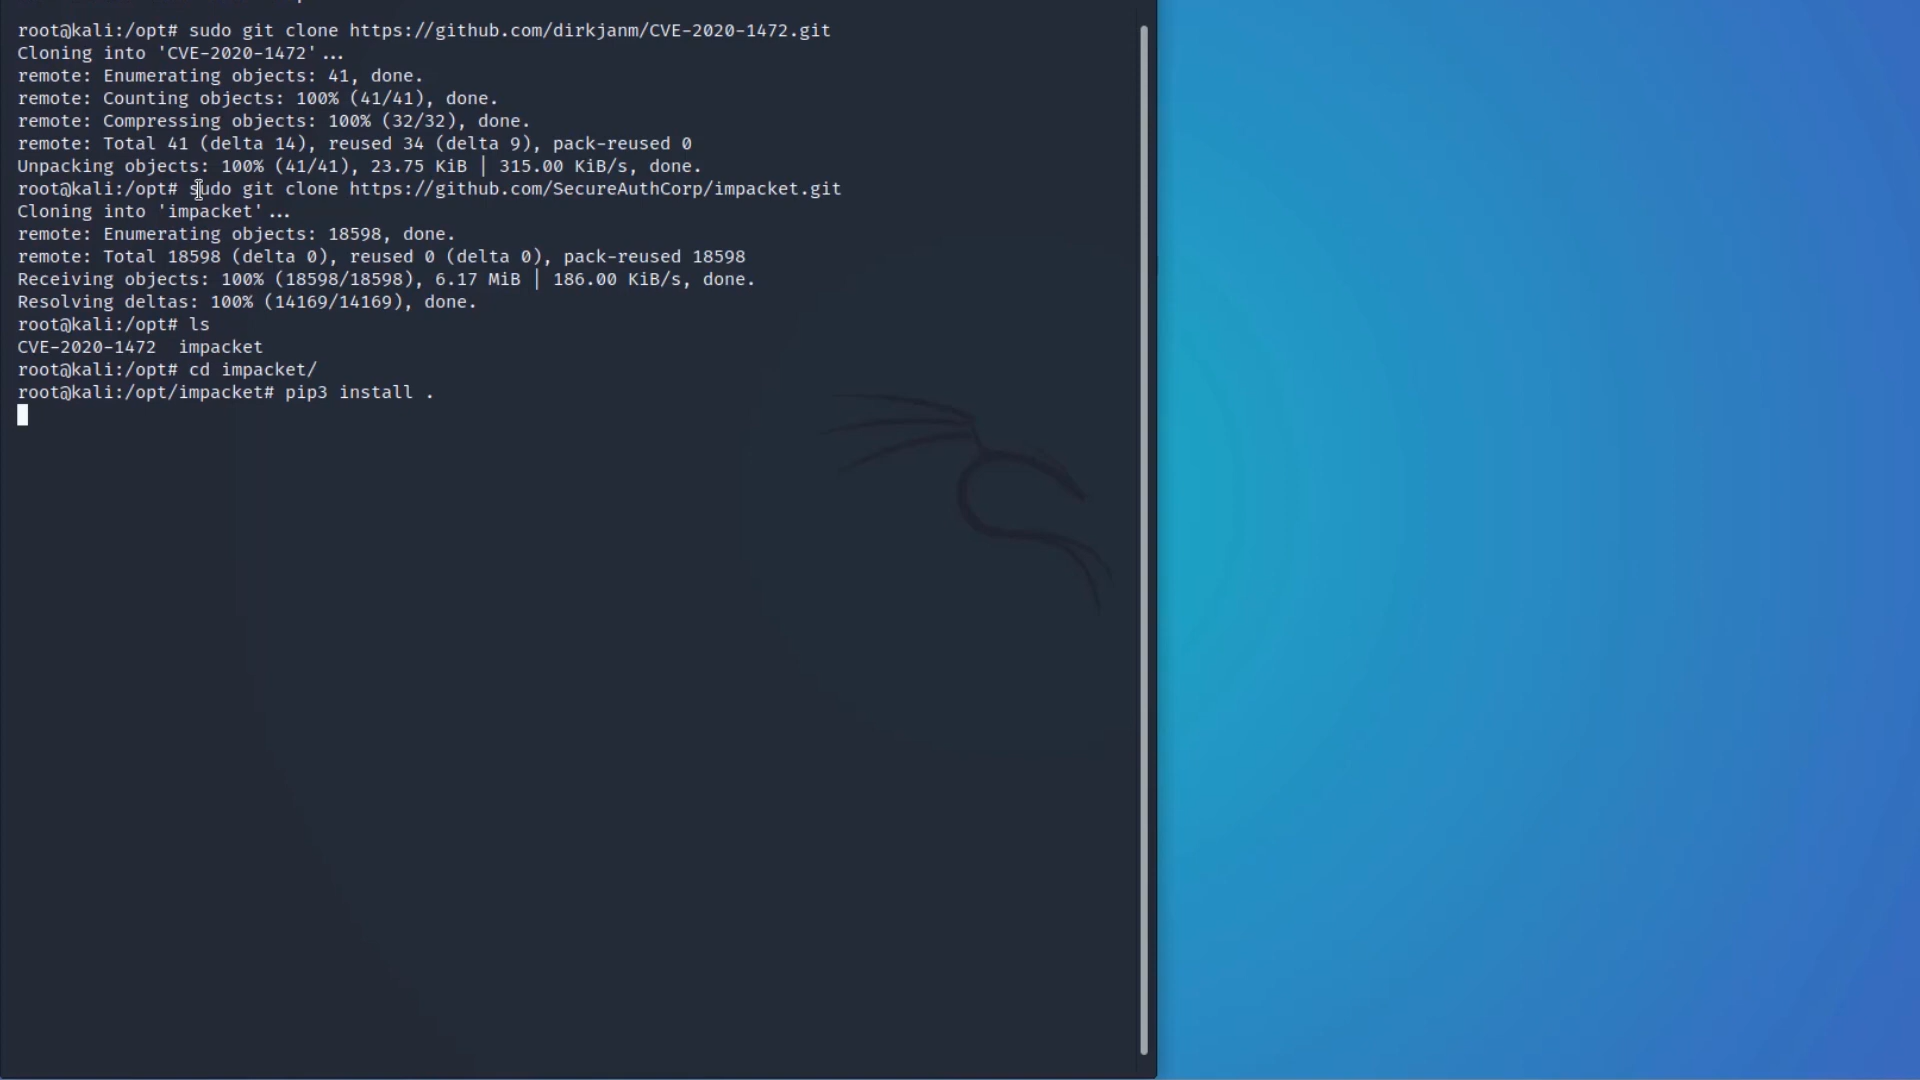 root@kali:/opt# sudo git clone https://github.com/dirkjanm/CVE-2020-1472.git
Cloning into 'CVE-2020-1472'...
remote: Enumerating objects: 41, done.
remote: Counting objects: 100% (41/41), done.
remote: Compressing objects: 100% (32/32), done.
remote: Total 41 (delta 14), reused 34 (delta 9), pack-reused 0
Unpacking objects: 100% (41/41), 23.75 KiB | 315.00 KiB/s, done.
root@kali:/opt# sudo git clone https://github.com/SecureAuthCorp/impacket.git
Cloning into 'impacket'...
remote: Enumerating objects: 18598, done.
remote: Total 18598 (delta 0), reused 0 (delta 0), pack-reused 18598
Receiving objects: 100% (18598/18598), 6.17 MiB | 186.00 KiB/s, done.
Resolving deltas: 100% (14169/14169), done.
root@kali:/opt# ls
CVE-2020-1472  impacket
root@kali:/opt# cd impacket/
root@kali:/opt/impacket# pip3 install .